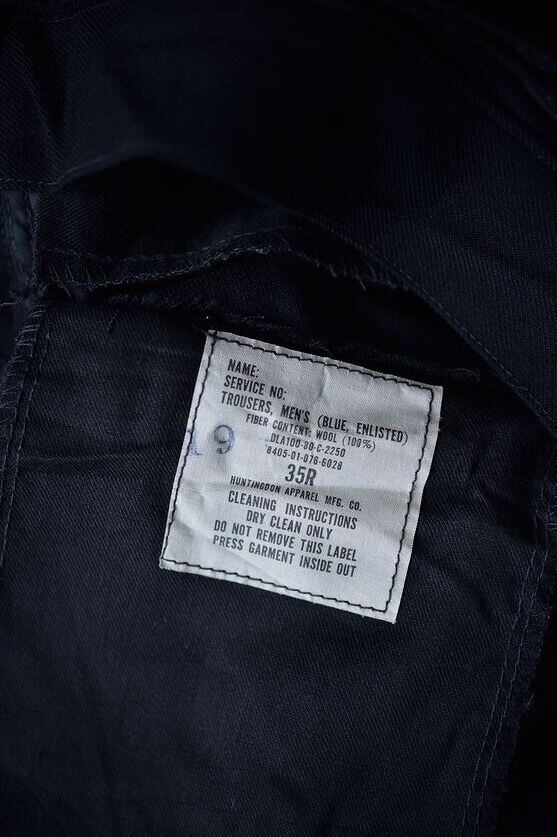 NAME:
SERVICE NO:
TROUSERS, MEN'S (BLUE, ENLISTED)
FIBER CONTENT: WOOL (100%)
DLA100-80-C-2250
8405-01-076-6028
19
35R
HUNTINGDON APPAREL MFG. CO.
CLEANING INSTRUCTIONS
DRY CLEAN ONLY
DO NOT REMOVE THIS LABEL
PRESS GARMENT INSIDE OUT